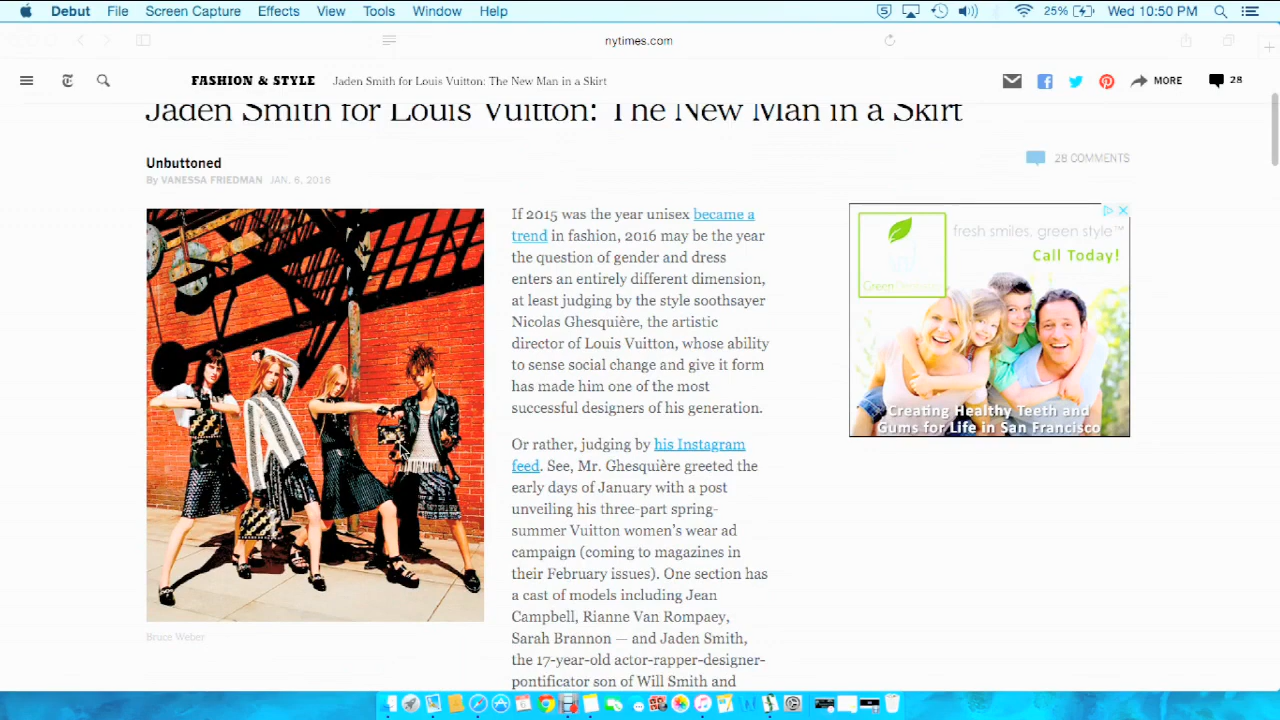 Debut File Screen Capture Effects View Tools Window Help 25% Wed 10:50 PM
nytimes.com
FASHION & STYLE Jaden Smith for Louis Vuitton: The New Man in a Skirt MORE 28
Jaden Smith for Louis Vuitton: The New Man in a Skirt
Unbuttoned
28 COMMENTS
By VANESSA FRIEDMAN JAN. 6, 2016
If 2015 was the year unisex became a
trend in fashion, 2016 may be the year
the question of gender and dress
enters an entirely different dimension,
at least judging by the style soothsayer
Nicolas Ghesquière, the artistic
director of Louis Vuitton, whose ability
to sense social change and give it form
has made him one of the most
successful designers of his generation.
Or rather, judging by his Instagram
feed. See, Mr. Ghesquière greeted the
early days of January with a post
unveiling his three-part spring-
summer Vuitton women's wear ad
campaign (coming to magazines in
their February issues). One section has
a cast of models including Jean
Campbell, Rianne Van Rompaey,
Sarah Brannon — and Jaden Smith,
the 17-year-old actor-rapper-designer-
pontificator son of Will Smith and
Bruce Weber
fresh smiles, green style™
Call Today!
Creating Healthy Teeth and
Gums for Life in San Francisco